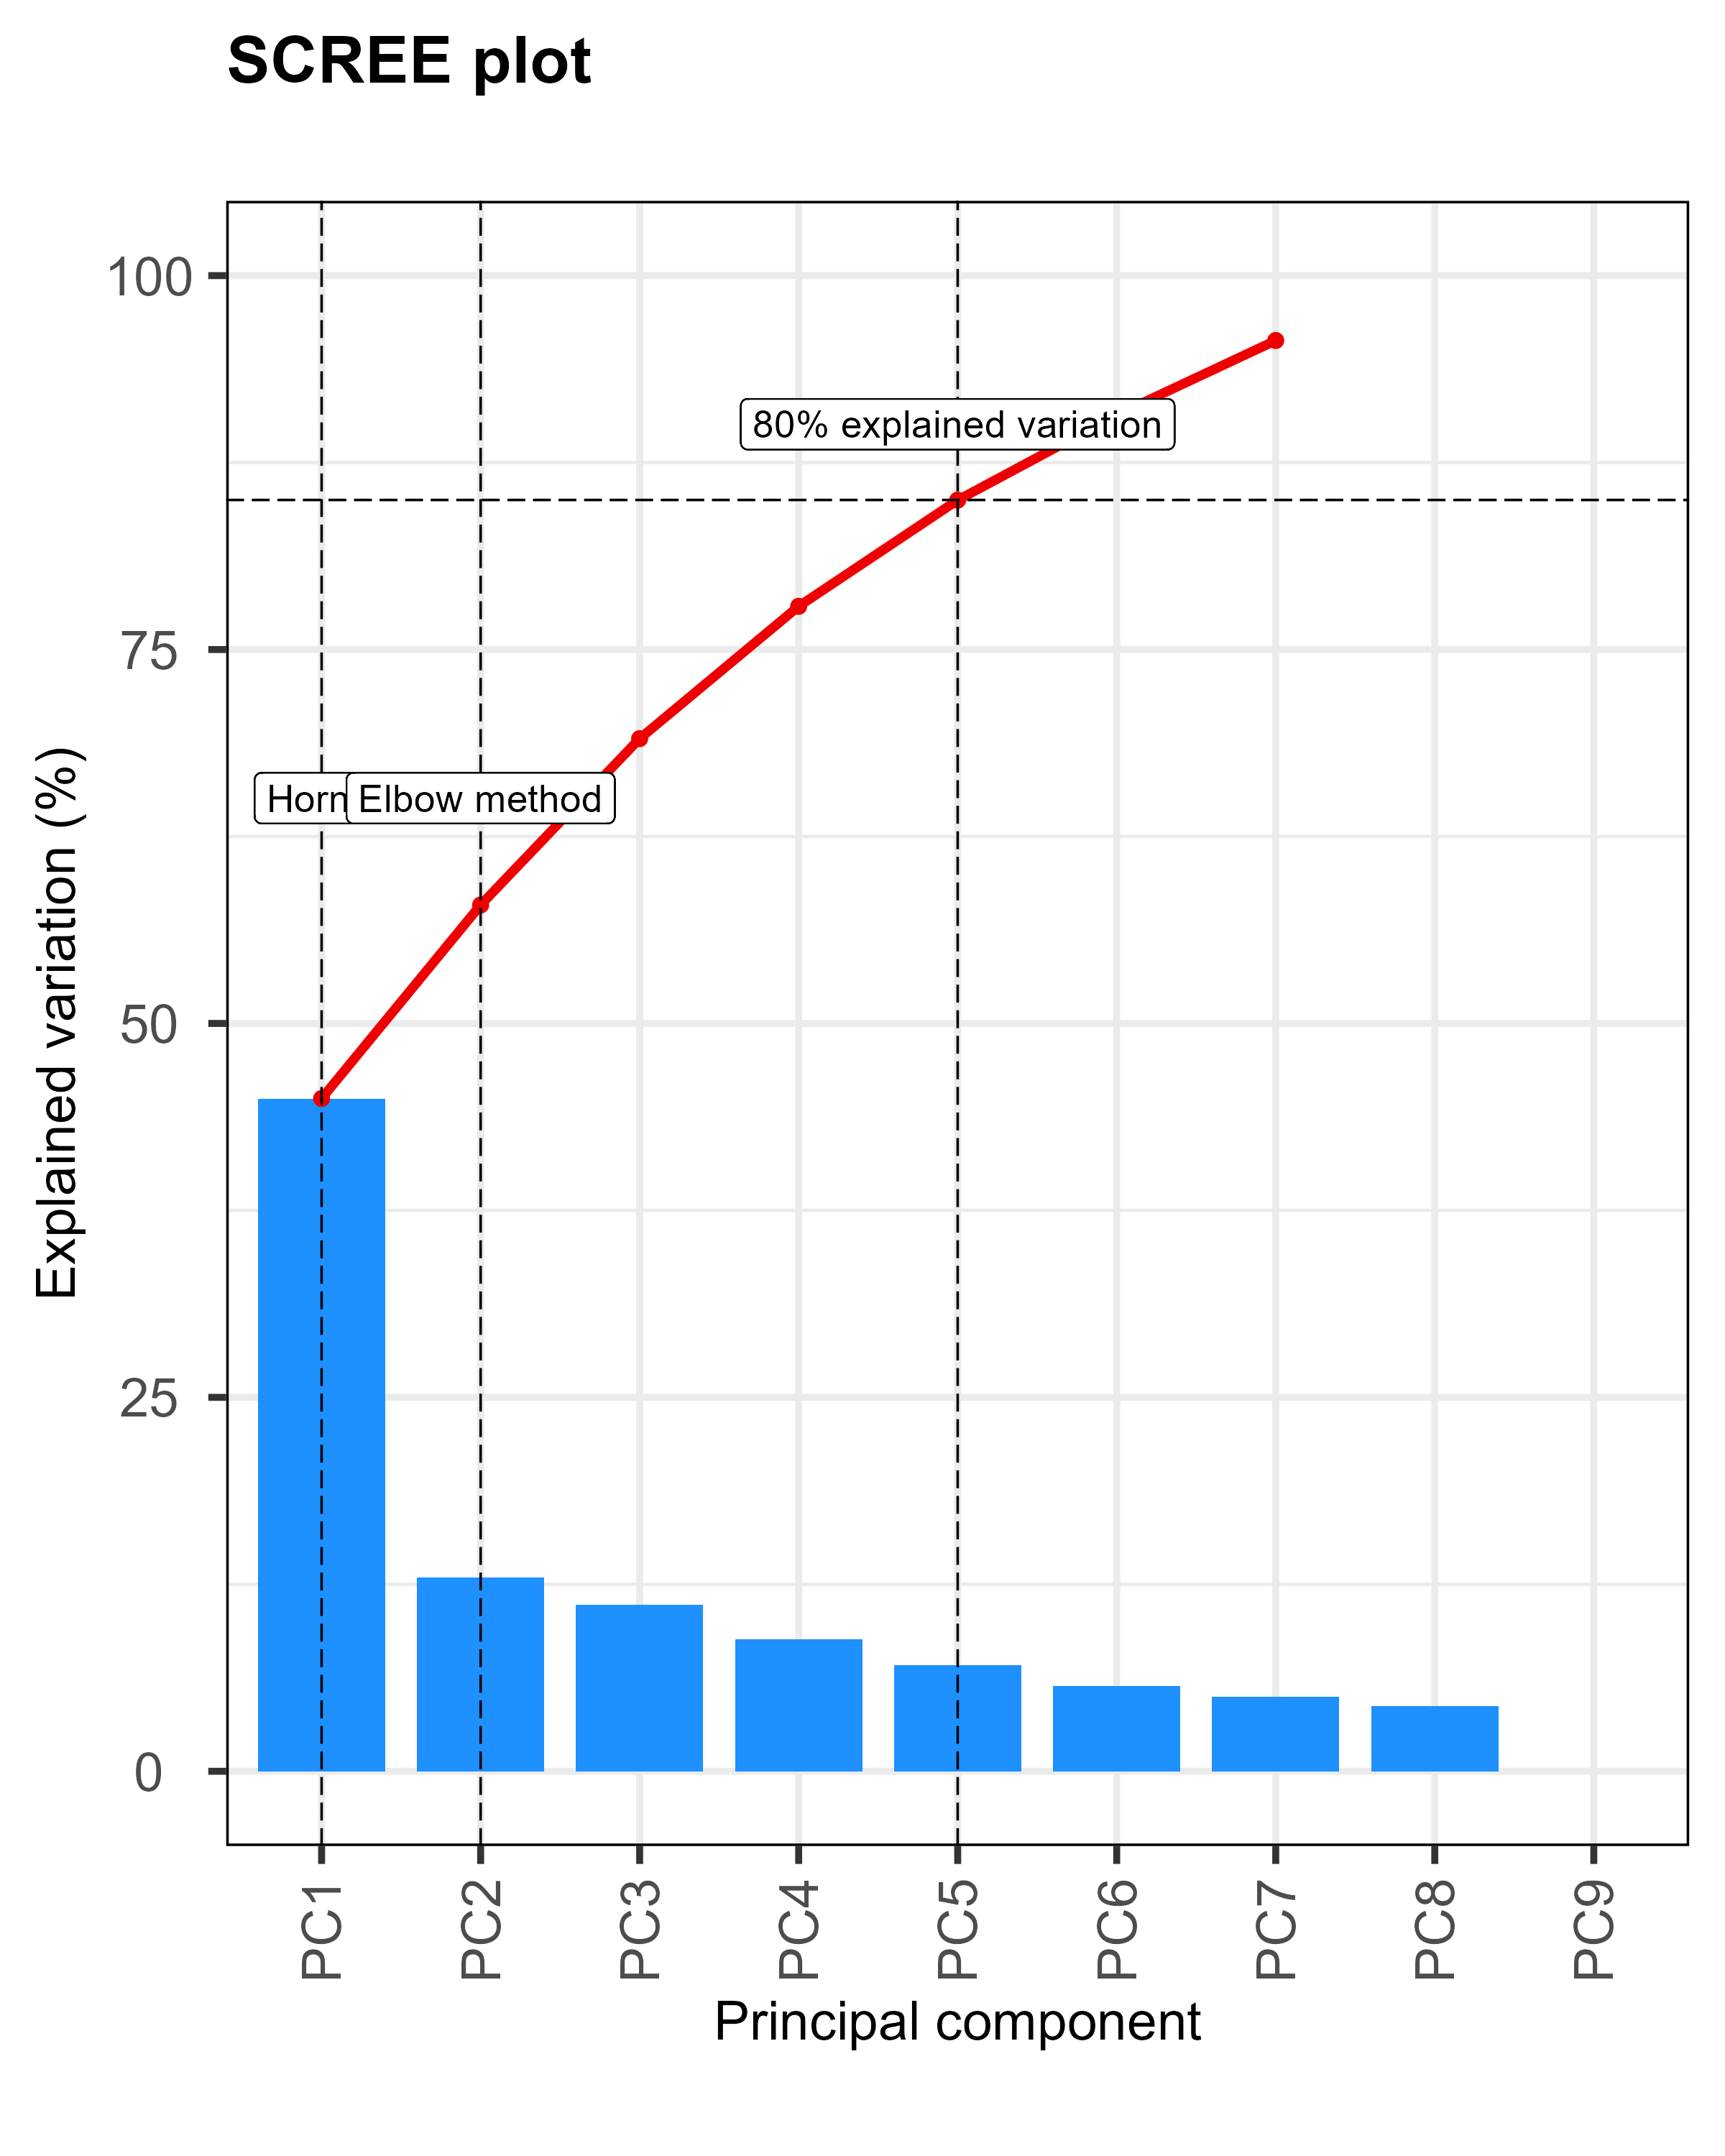 SCREE plot
Explained variation (%)
100
75
50
25
0
80% explained variation
Horn
Elbow method
PC1
PC2
PC3
PC4
PC5
PC6
PC7
PC8
PC9
Principal component